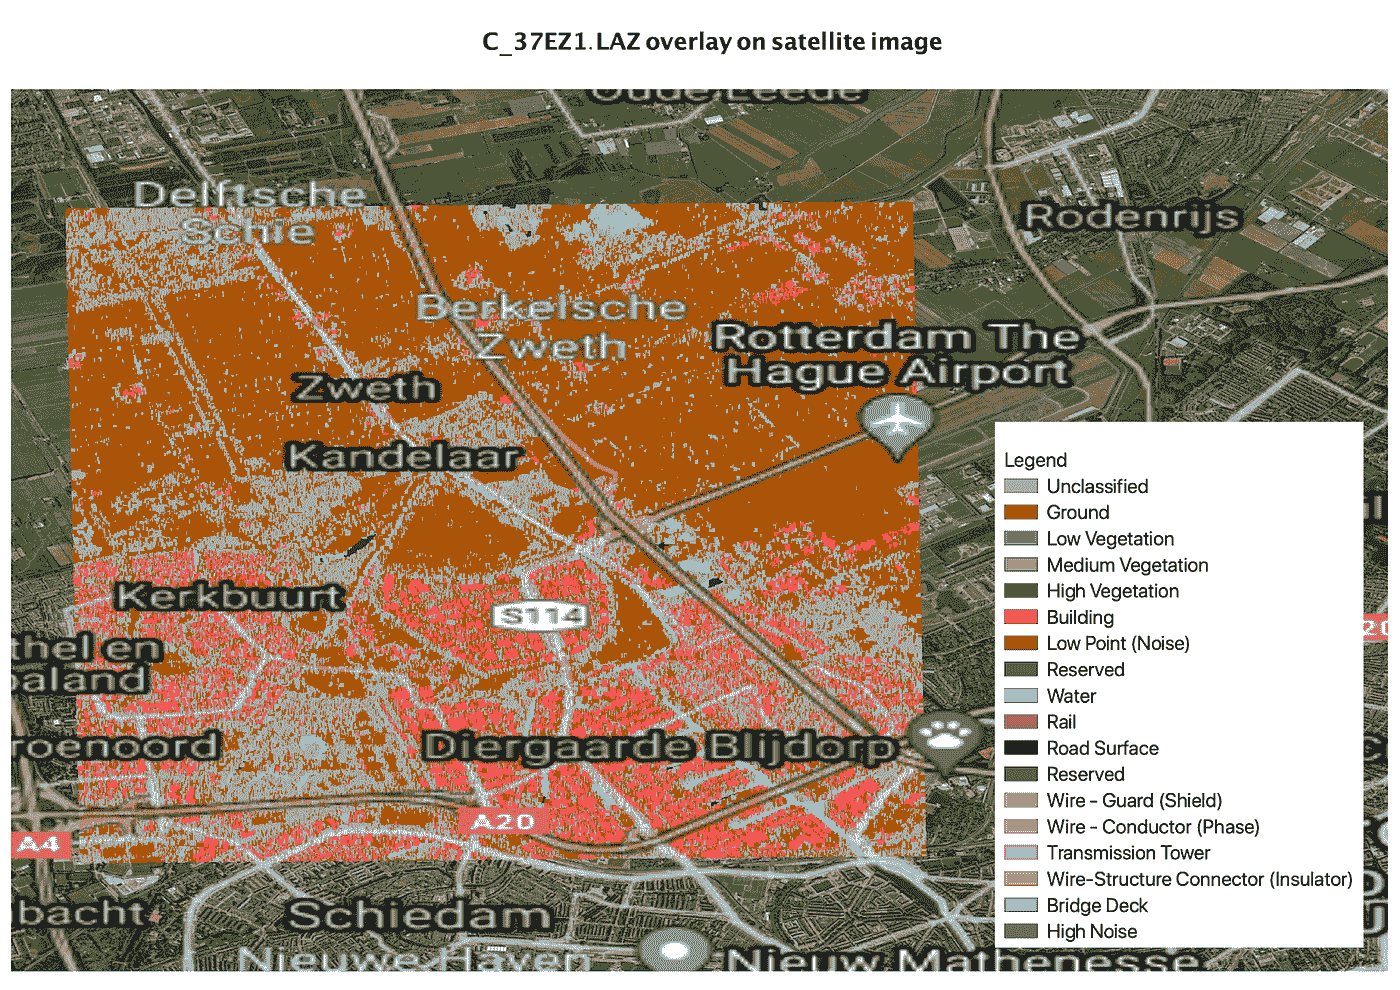 C_37EZ1.LAZ overlay on satellite image
Oude Leede
Delftsche
Schie
Rodenrijs
Berkelsche
Zweth
Rotterdam The
Hague Airport
Zweth
Kandelaar
Kerkbuurt
S114
thel en
paland
roenoord
Diergaarde Blijdorp
A20
A4
bacht
Schiedam
Nieuwe Haven
Nieuw Mathenesse
20
Legend
Unclassified
Ground
Low Vegetation
Medium Vegetation
High Vegetation
Building
Low Point (Noise)
Reserved
Water
Rail
Road Surface
Reserved
Wire - Guard (Shield)
Wire - Conductor (Phase)
Transmission Tower
Wire-Structure Connector (Insulator)
Bridge Deck
High Noise